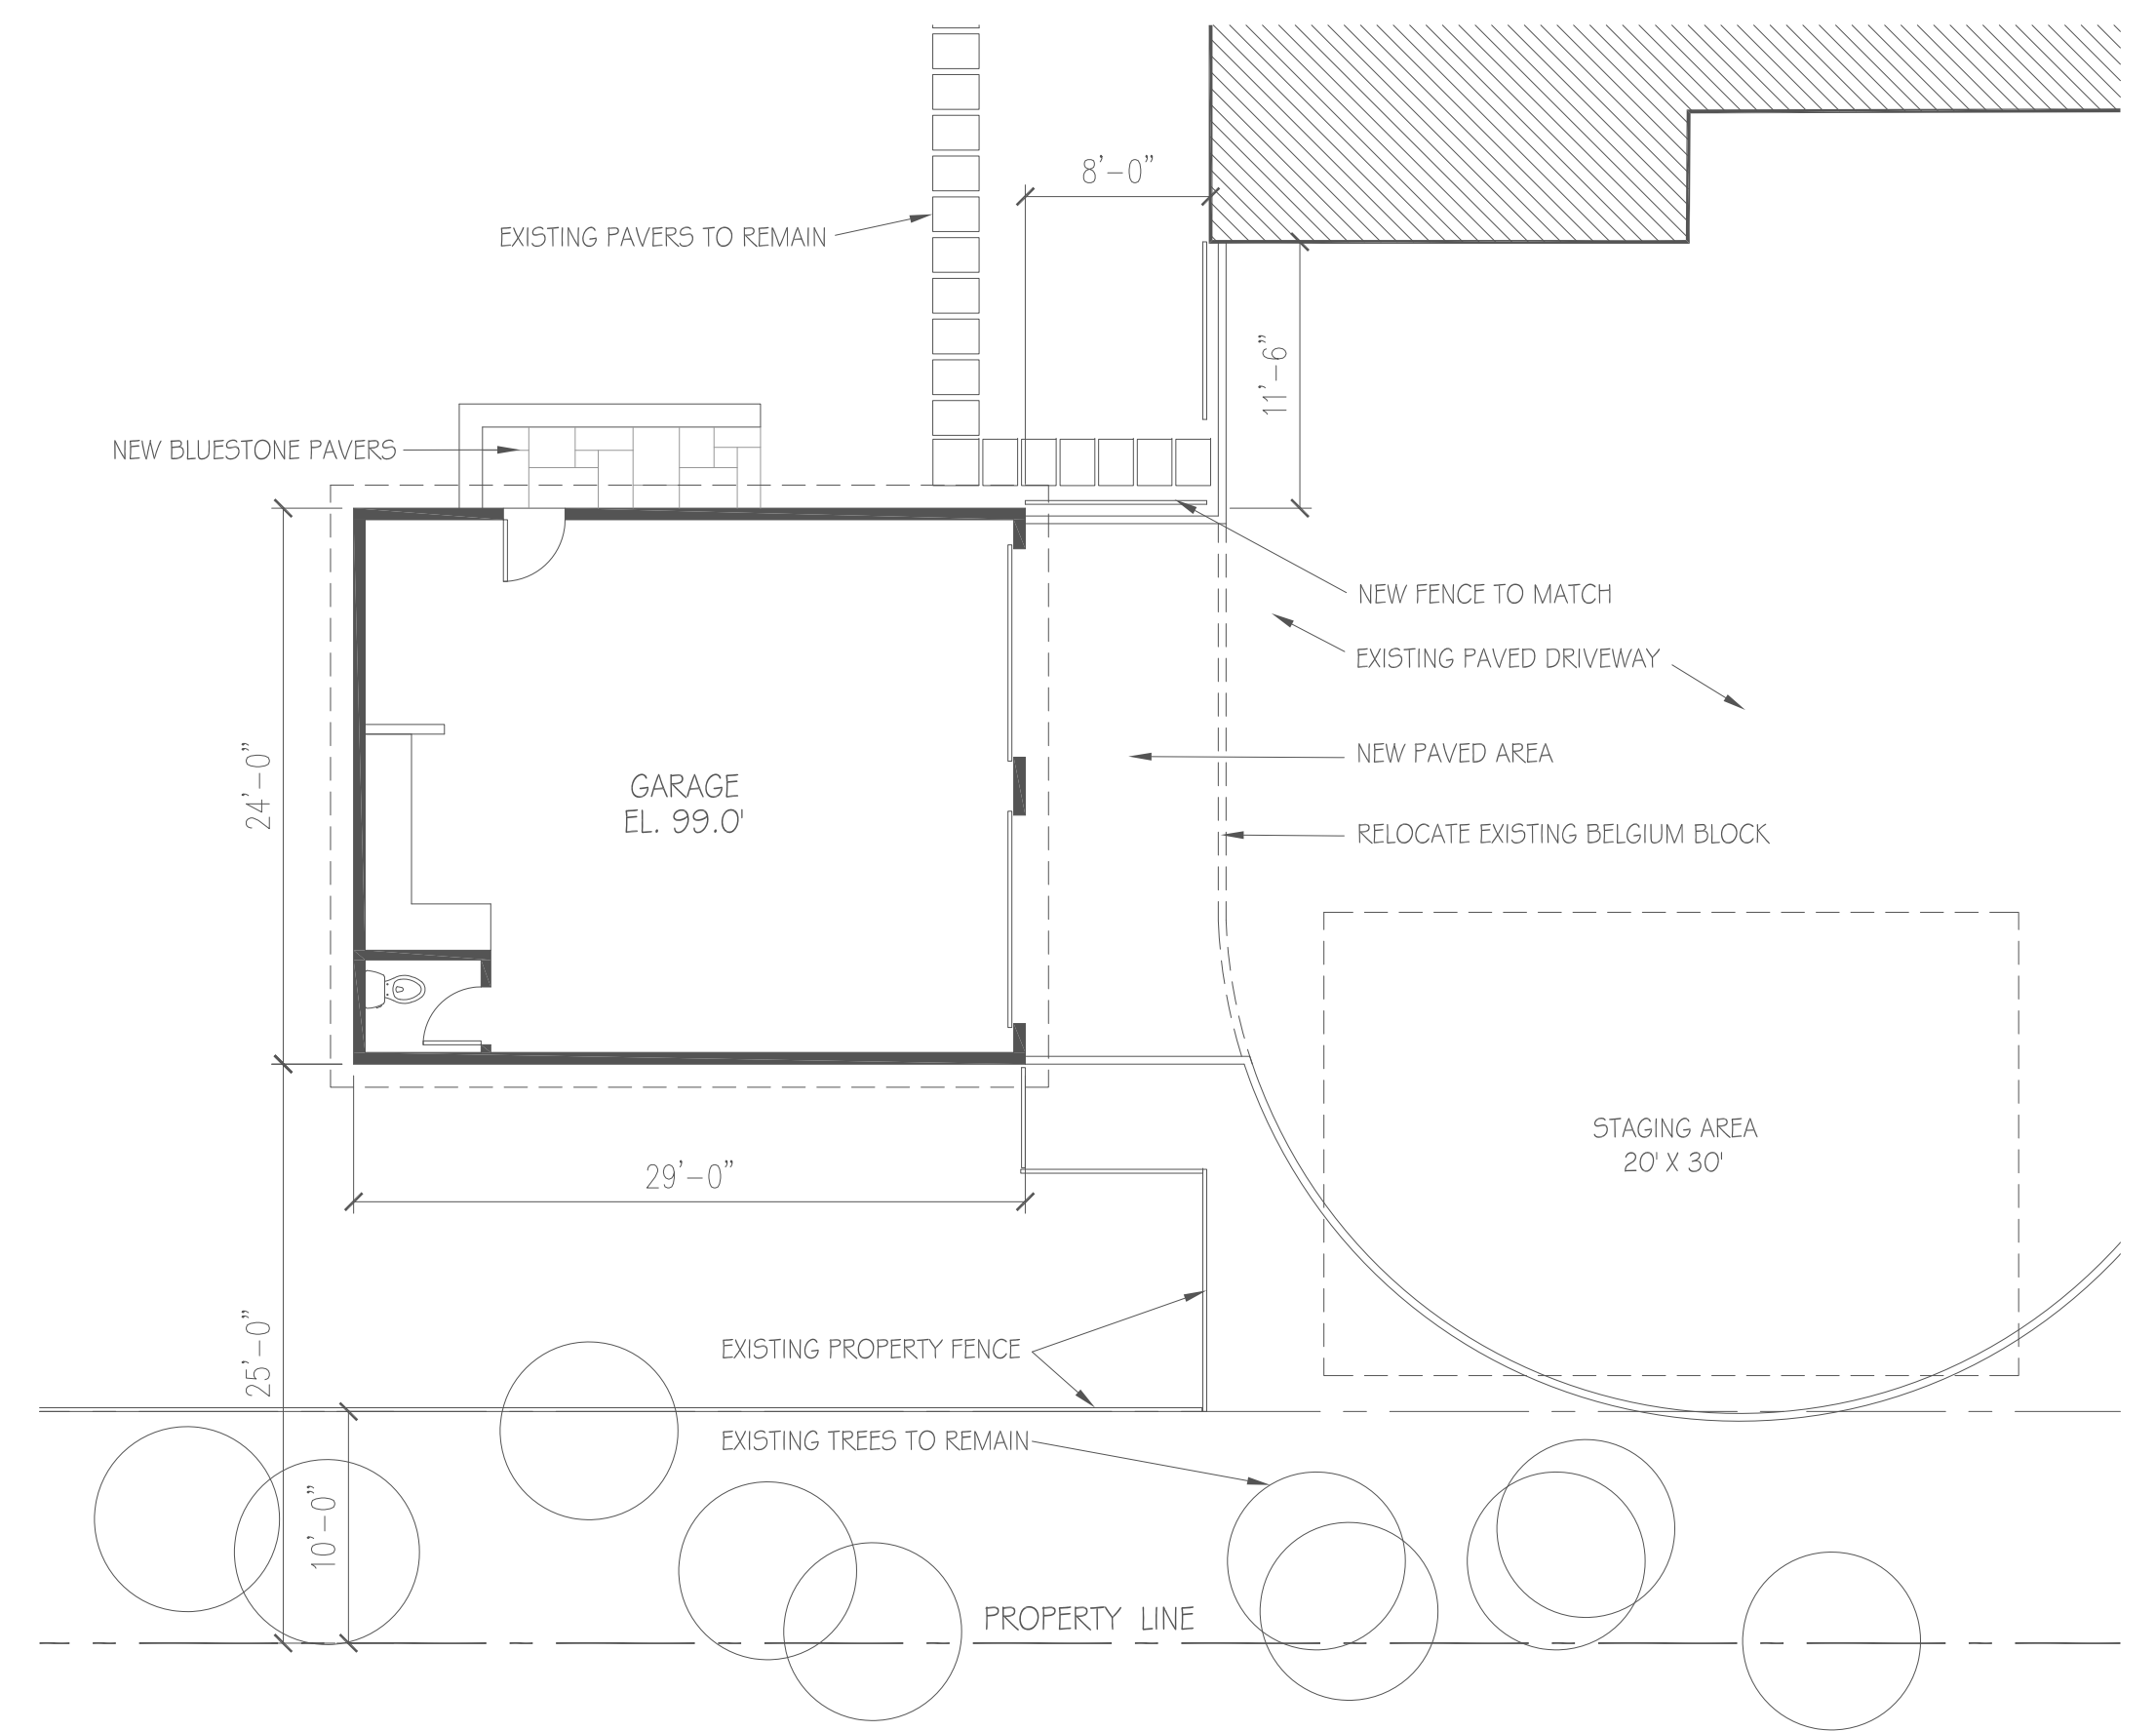 8'-0"
EXISTING PAVERS TO REMAIN
11'-6"
NEW BLUESTONE PAVERS
NEW FENCE TO MATCH
EXISTING PAVED DRIVEWAY
NEW PAVED AREA
24'-0"
GARAGE
EL. 99.0'
RELOCATE EXISTING BELGIUM BLOCK
STAGING AREA
20' X 30'
29'-0"
25'-0"
EXISTING PROPERTY FENCE
EXISTING TREES TO REMAIN
10'-0"
PROPERTY LINE